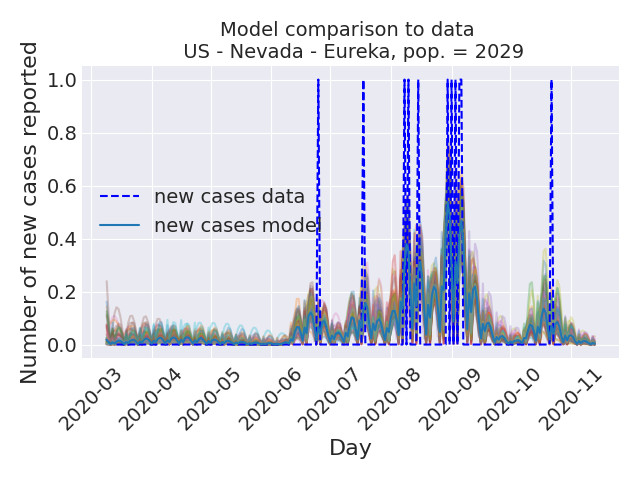 Model comparison to data
US - Nevada - Eureka, pop. = 2029
Number of new cases reported
1.0
0.8
0.6
0.4
0.2
0.0
new cases data
new cases model
2020-03
2020-04
2020-05
2020-06
2020-07
2020-08
2020-09
2020-10
2020-11
Day